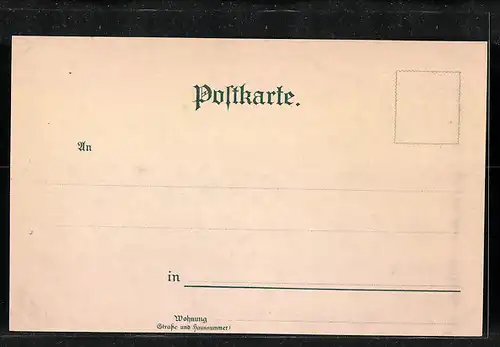 Postkarte.
An
in
Wohnung
(Straße und Hausnummer)